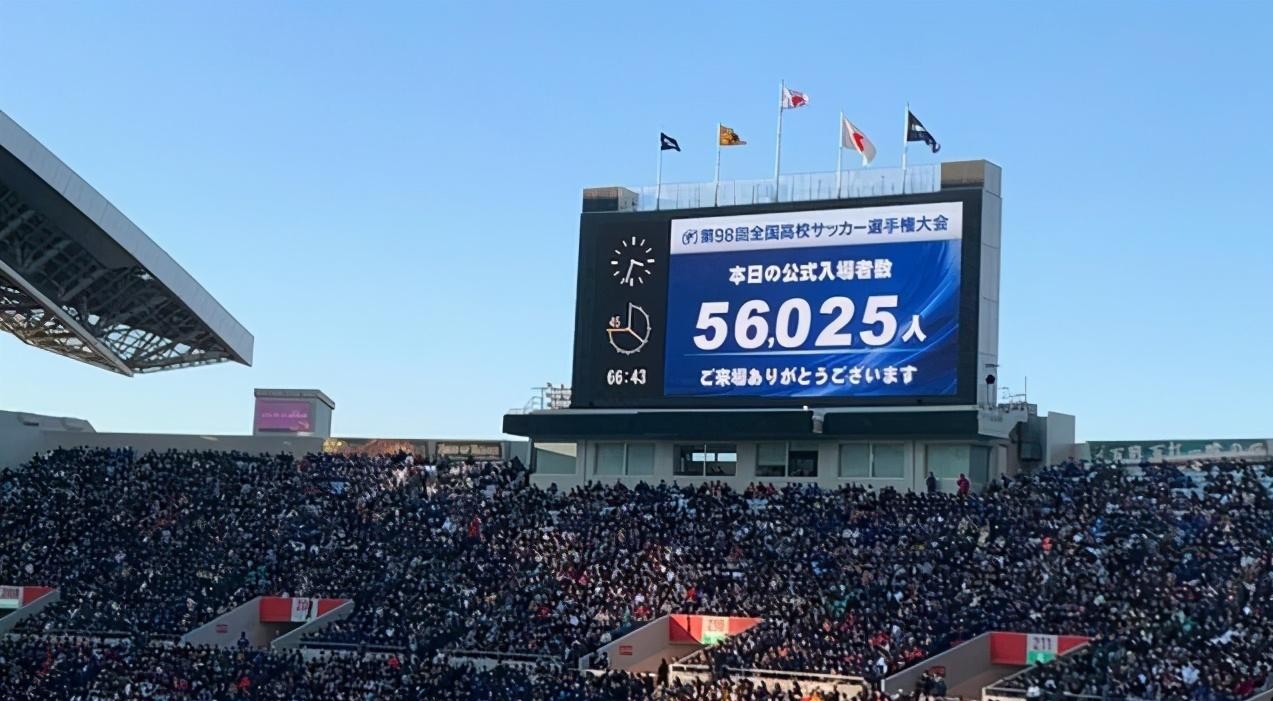 第98回全国高校サッカー選手権大会
本日の公式入場者数
56,025人
ご来場ありがとうございます
45
66:43
211